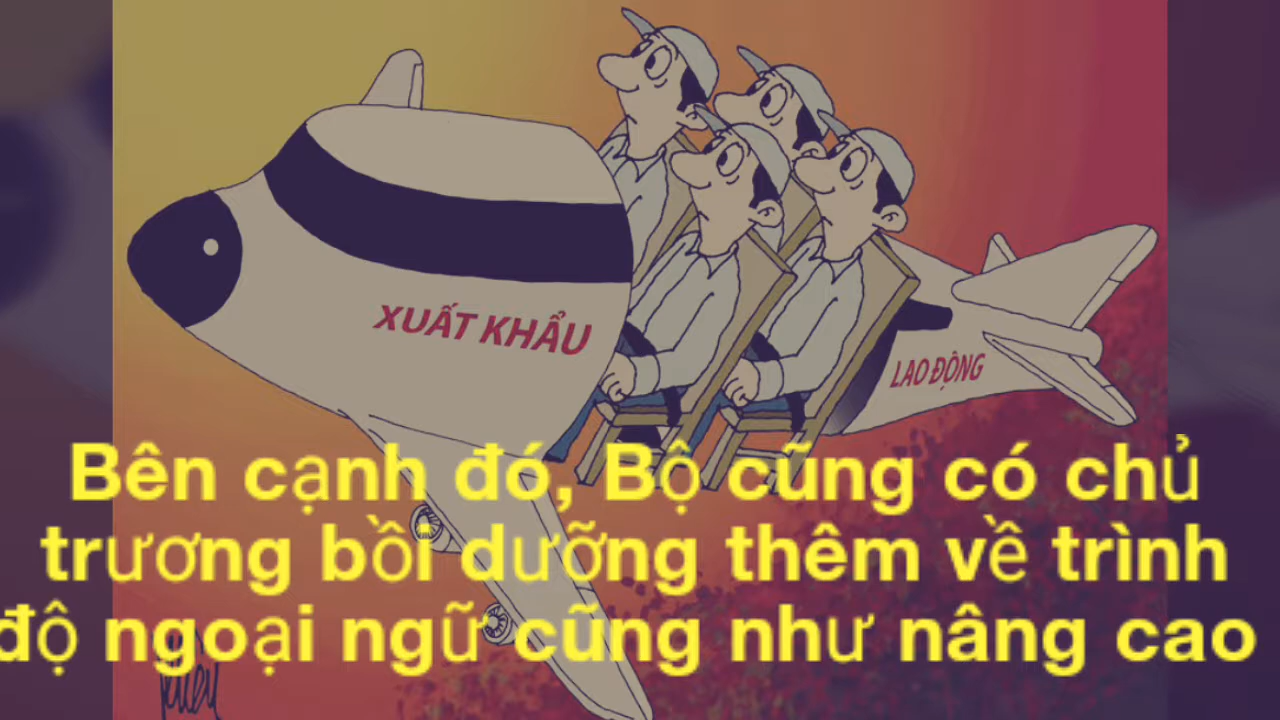 XUẤT KHẨU
LAO ĐỘNG
Bên cạnh đó, Bộ cũng có chủ
trương bồi dưỡng thêm về trình
độ ngoại ngữ cũng như nâng cao